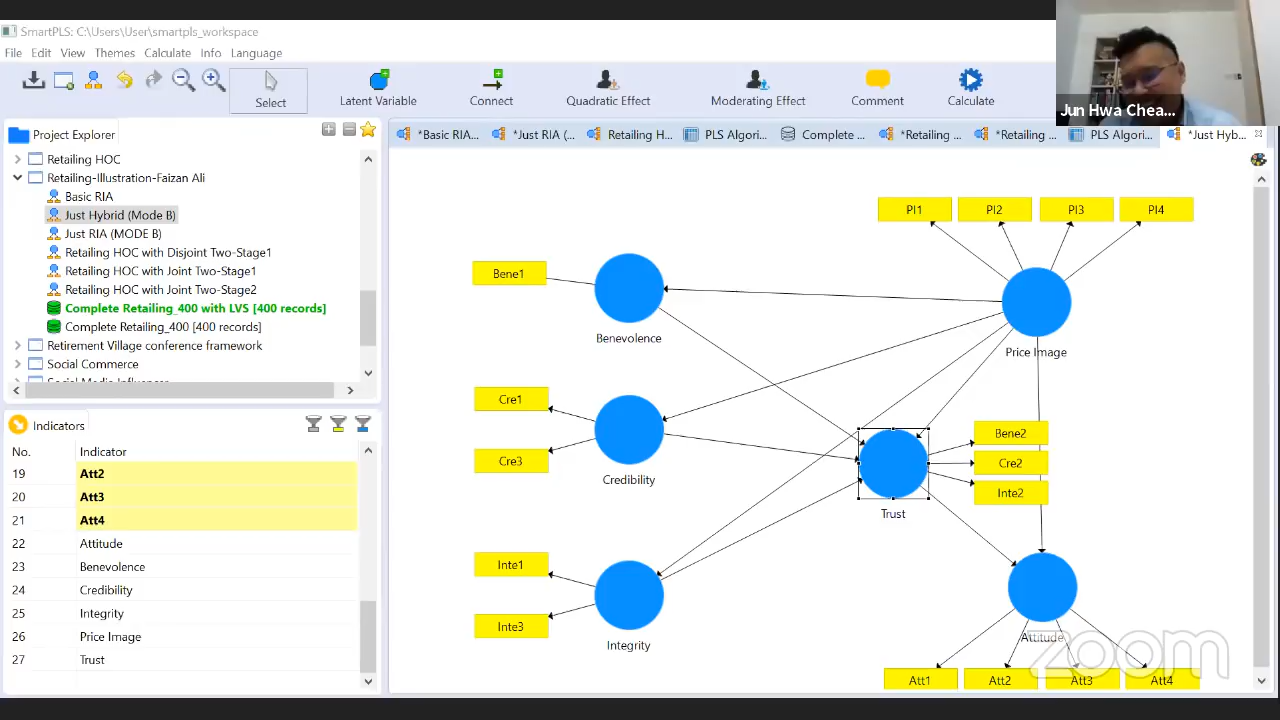 SmartPLS: C:\Users\User\smartpls_workspace
File Edit View Themes Calculate Info Language
Select
Latent Variable
Connect
Quadratic Effect
Moderating Effect
Comment
Calculate
Jun Hwa Chea...
Project Explorer
*Basic RIA...
*Just RIA (...
Retailing H...
PLS Algori...
Complete ...
*Retailing ...
*Retailing ...
PLS Algori...
*Just Hyb...
Retailing HOC
Retailing-Illustration-Faizan Ali
Basic RIA
Just Hybrid (Mode B)
Just RIA (MODE B)
Retailing HOC with Disjoint Two-Stage1
Retailing HOC with Joint Two-Stage1
Retailing HOC with Joint Two-Stage2
Complete Retailing_400 with LVS [400 records]
Complete Retailing_400 [400 records]
Retirement Village conference framework
Social Commerce
Social Media Influencer
Indicators
No. Indicator
19 Att2
20 Att3
21 Att4
22 Attitude
23 Benevolence
24 Credibility
25 Integrity
26 Price Image
27 Trust
PI1 PI2 PI3 PI4
Bene1
Benevolence
Price Image
Cre1
Cre3
Credibility
Bene2
Cre2
Inte2
Trust
Inte1
Inte3
Integrity
Attitude
Att1 Att2 Att3 Att4
zoom